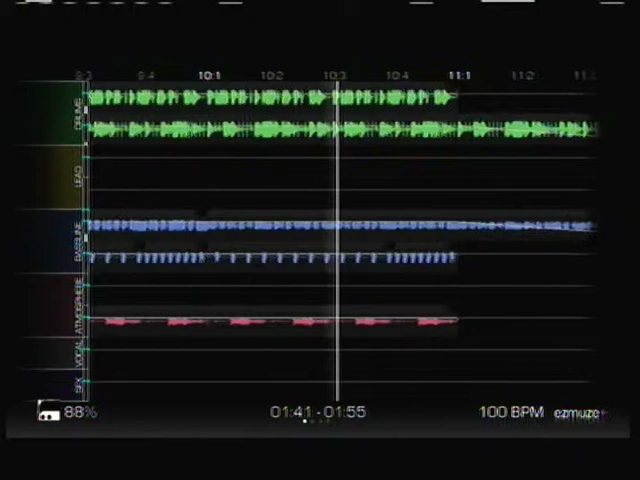 9:3 9:4 10:1 10:2 10:3 10:4 11:1 11:2
DRUMS
LEAD
BASSLINE
ATMOSPHERE
VOCAL
SFX
88% 01:41 - 01:55 100 BPM ezmuze+